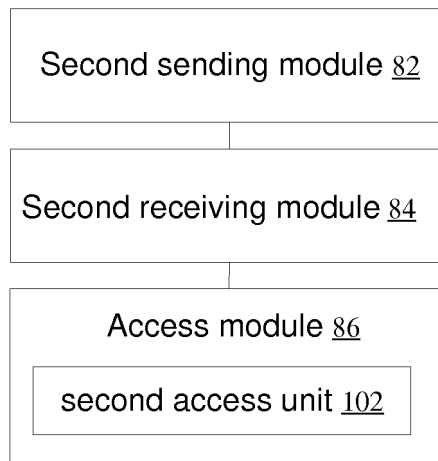 Second sending module 82
Second receiving module 84
Access module 86
second access unit 102